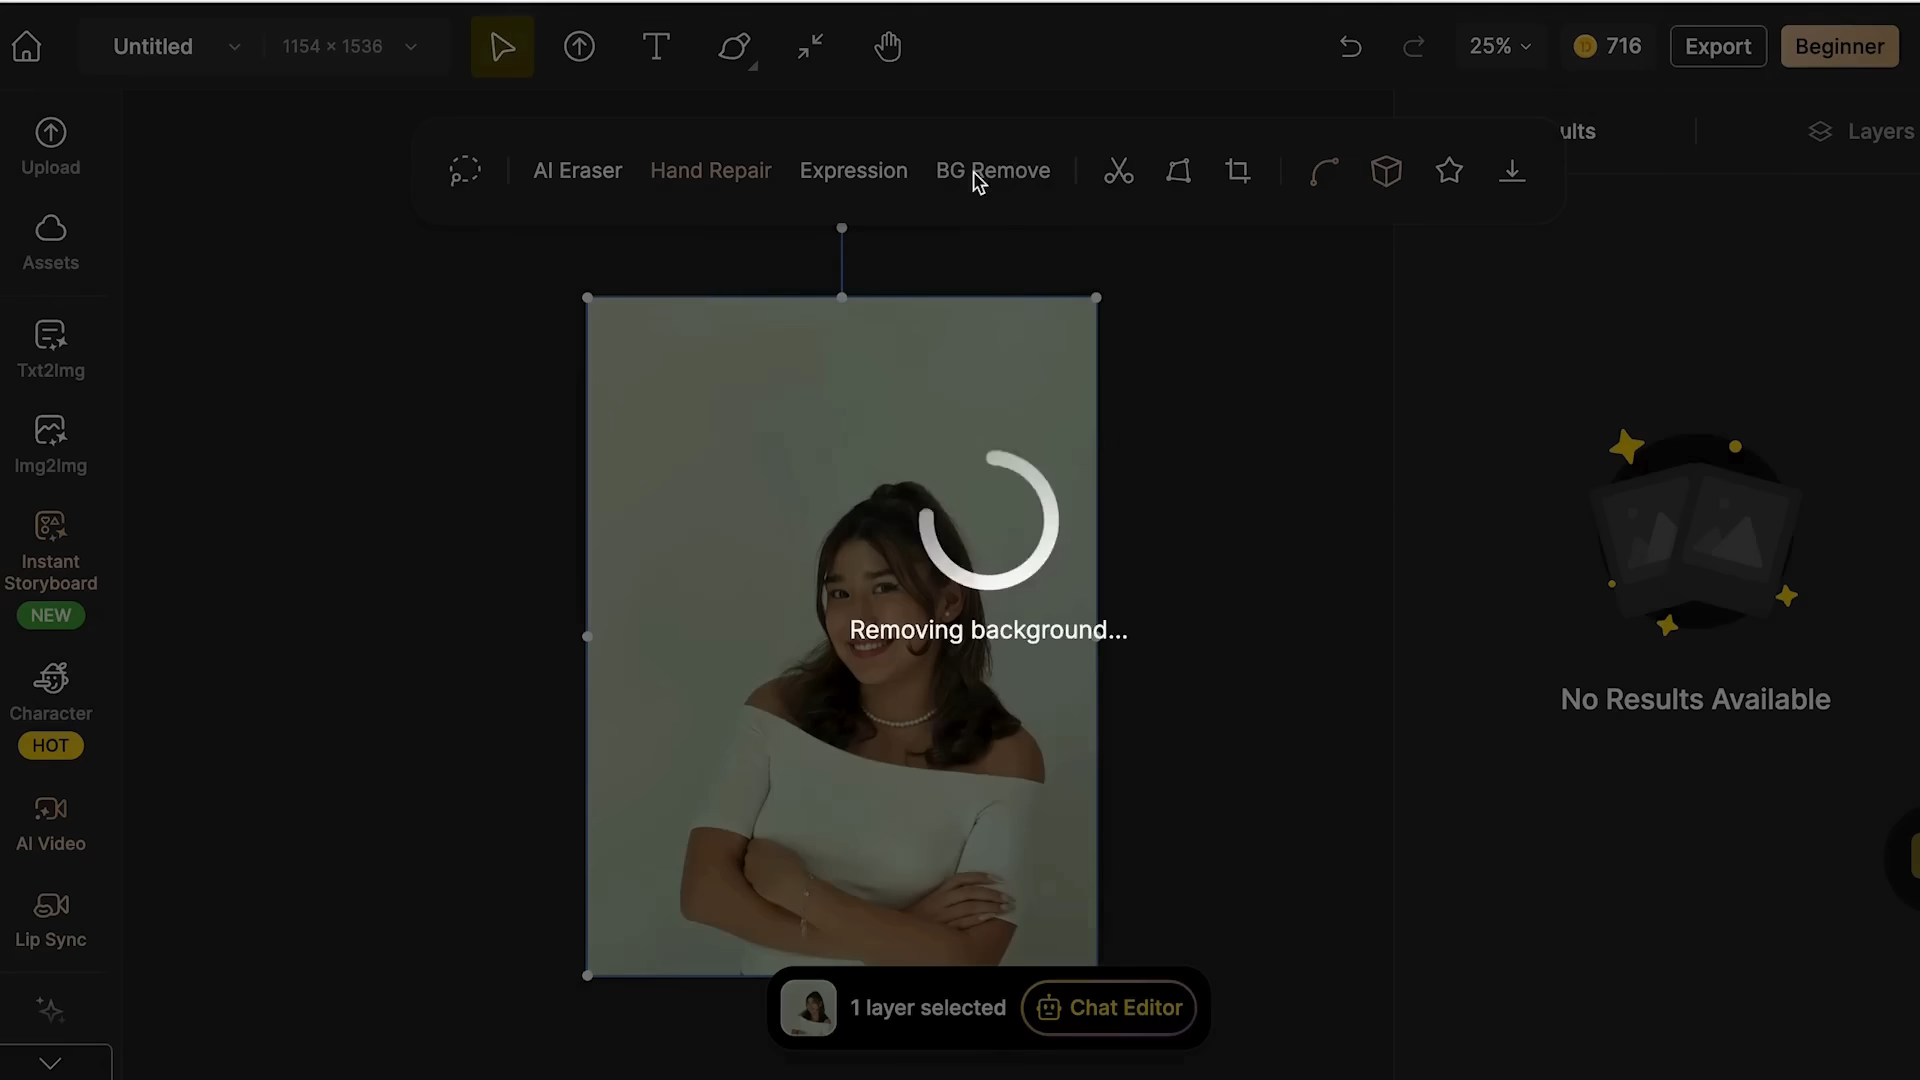 Untitled
1154 × 1536
25%
716
Export
Beginner
Upload
Assets
Txt2Img
Img2Img
Instant
Storyboard
NEW
Character
HOT
AI Video
Lip Sync
AI Eraser
Hand Repair
Expression
BG Remove
ults
Layers
Removing background...
No Results Available
1 layer selected
Chat Editor